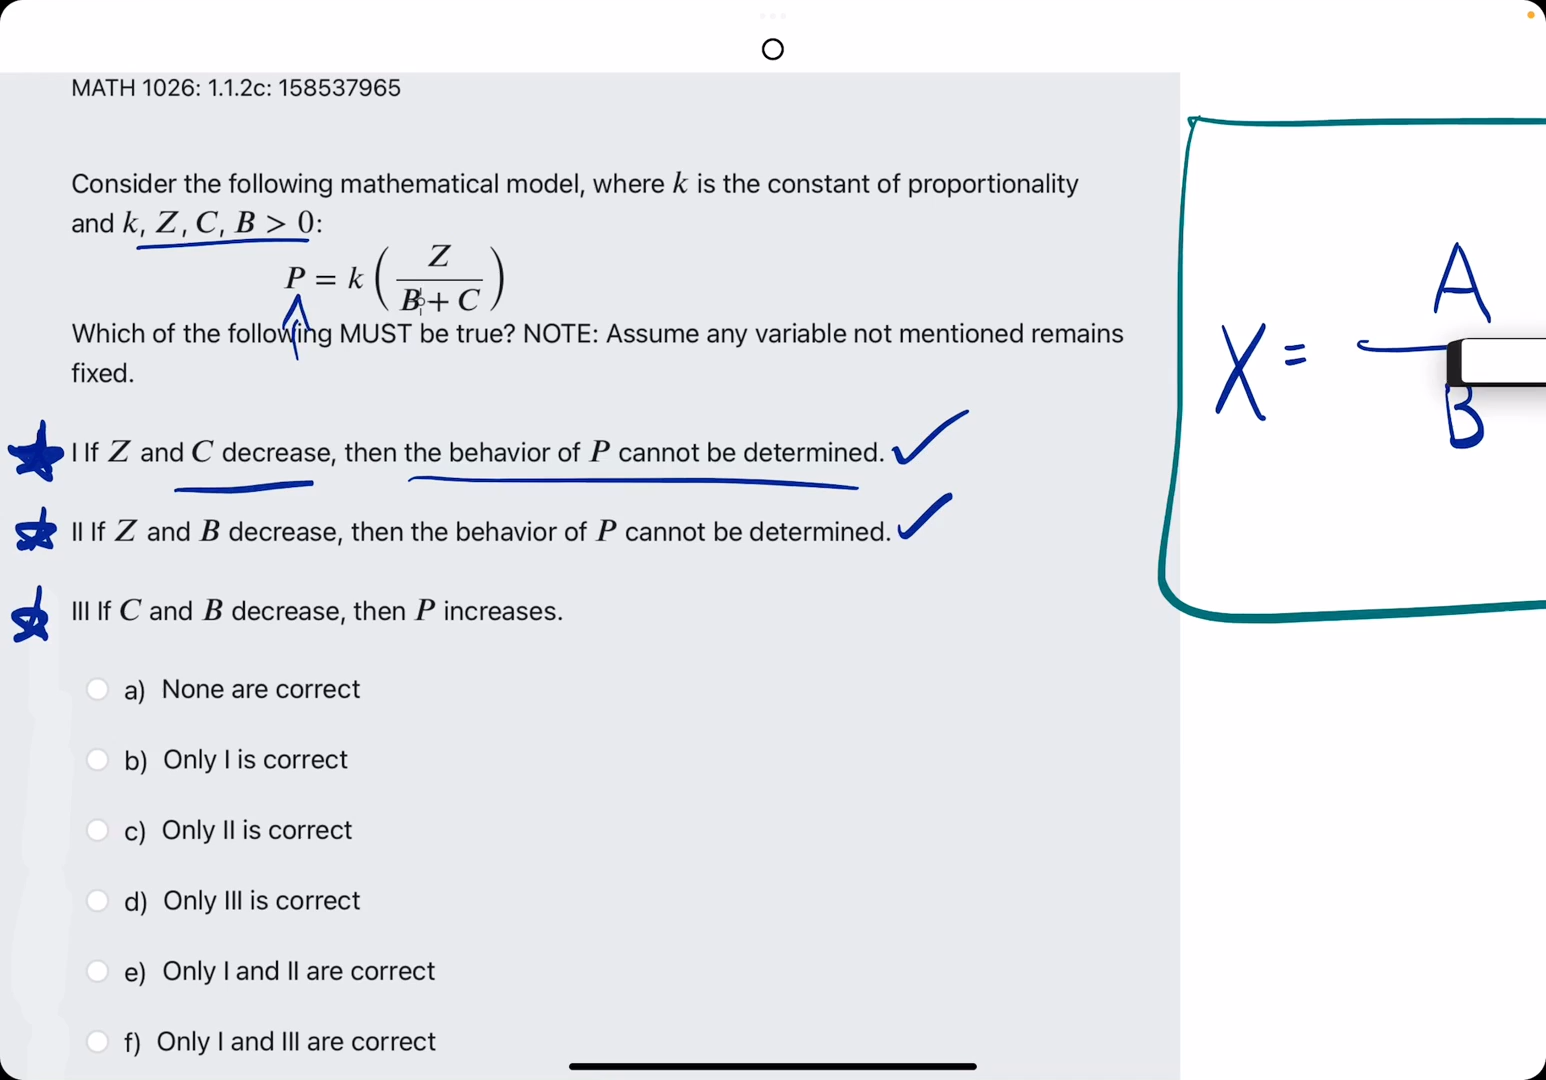 MATH 1026: 1.1.2c: 158537965
Consider the following mathematical model, where k is the constant of proportionality
and k, Z, C, B > 0:
P = k ( Z / B + C )
Which of the following MUST be true? NOTE: Assume any variable not mentioned remains
fixed.
I If Z and C decrease, then the behavior of P cannot be determined.
II If Z and B decrease, then the behavior of P cannot be determined.
III If C and B decrease, then P increases.
a) None are correct
b) Only I is correct
c) Only II is correct
d) Only III is correct
e) Only I and II are correct
f) Only I and III are correct
X = A / B